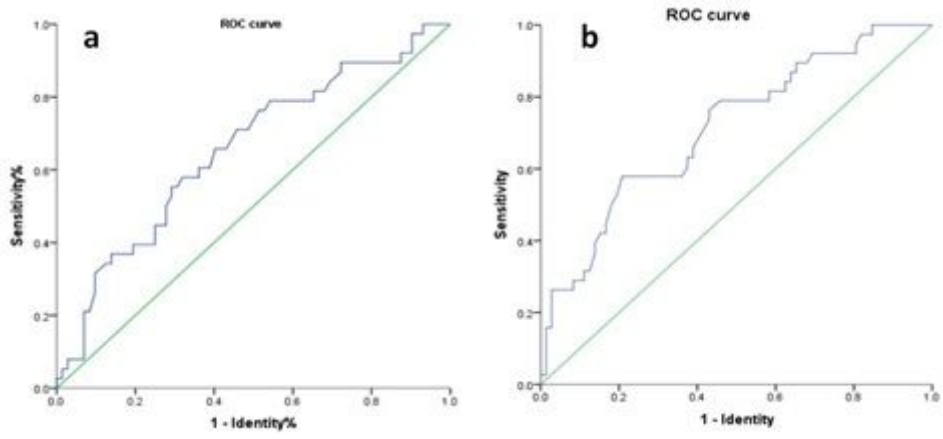 a
ROC curve
1.0
0.8
0.6
0.4
0.2
0.0
Sensitivity%
0.0 0.2 0.4 0.6 0.8 1.0
1 - Identity%
b
ROC curve
1.0
0.8
0.6
0.4
0.2
0.0
Sensitivity
0.0 0.2 0.4 0.6 0.8 1.0
1 - Identity